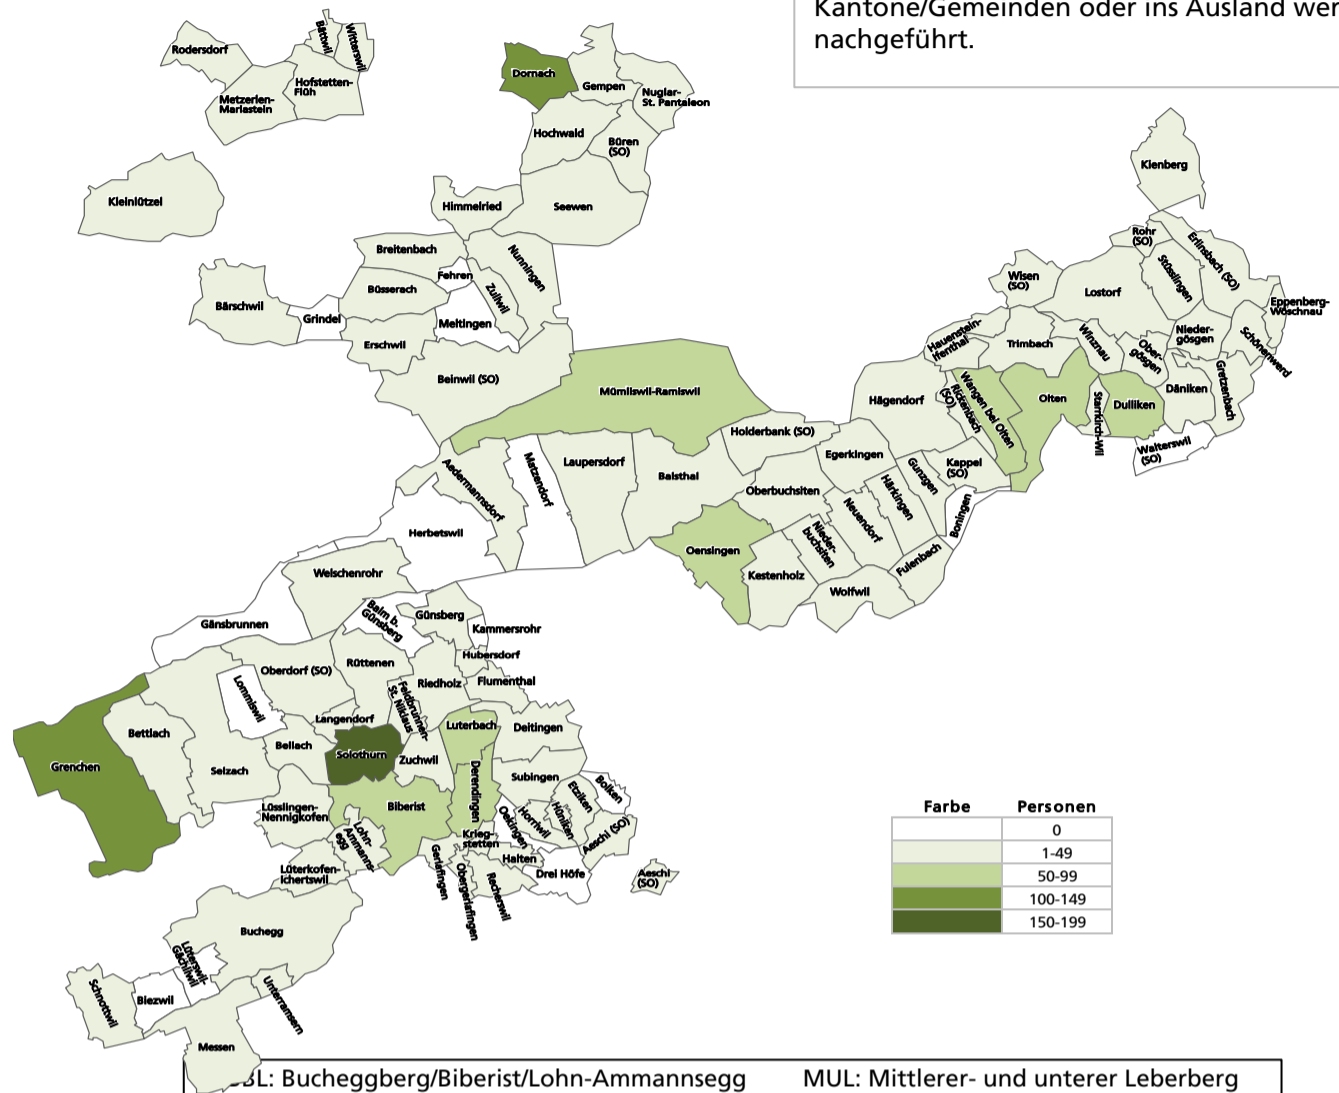 Kantone/Gemeinden oder ins Ausland wer
nachgeführt.
Rodersdorf
Bättwil
Witterswil
Metzerlen-
Mariastein
Hofstetten-
Flüh
Dornach
Gempen
Nuglar-
St. Pantaleon
Hochwald
Büren
(SO)
Kienberg
Kleinlützel
Himmelried
Seewen
Breitenbach
Fehren
Nunningen
Zullwil
Büsserach
Bärschwil
Grindel
Meltingen
Erschwil
Beinwil (SO)
Rohr
(SO)
Erlinsbach (SO)
Stüsslingen
Wisen
(SO)
Lostorf
Eppenberg-
Wöschnau
Hauenstein-
Ifenthal
Trimbach
Winznau
Ober-
gösgen
Nieder-
gösgen
Schönenwerd
Mümliswil-Ramiswil
Hägendorf
Rickenbach
(SO)
Wangen bei Olten
Olten
Starrkirch-Wil
Dulliken
Däniken
Gretzenbach
Walterswil
(SO)
Holderbank (SO)
Egerkingen
Kappel
(SO)
Gunzgen
Härkingen
Boningen
Aedermannsdorf
Matzendorf
Laupersdorf
Balsthal
Oberbuchsiten
Neuendorf
Nieder-
buchsiten
Fulenbach
Herbetswil
Oensingen
Kestenholz
Wolfwil
Welschenrohr
Gänsbrunnen
Balm b.
Günsberg
Günsberg
Kammersrohr
Hubersdorf
Oberdorf (SO)
Rüttenen
Riedholz
Flumenthal
Lommiswil
Feldbrunnen-
St. Niklaus
Langendorf
Bettlach
Bellach
Solothurn
Zuchwil
Luterbach
Deitingen
Grenchen
Selzach
Derendingen
Subingen
Etziken
Bolken
Lüsslingen-
Nennigkofen
Biberist
Lohn-
Ammanns-
egg
Krieg-
stetten
Oekingen
Horriwil
Hüniken
Aeschi (SO)
Lüterkofen-
Ichertswil
Gerlafingen
Obergerlafingen
Recherswil
Halten
Drei Höfe
Aeschi
(SO)
Farbe Personen
0
1-49
50-99
100-149
150-199
Buchegg
Lüterswil-
Gächliwil
Schnottwil
Biezwil
Unterramsern
Messen
BL: Bucheggberg/Biberist/Lohn-Ammannsegg MUL: Mittlerer- und unterer Leberberg